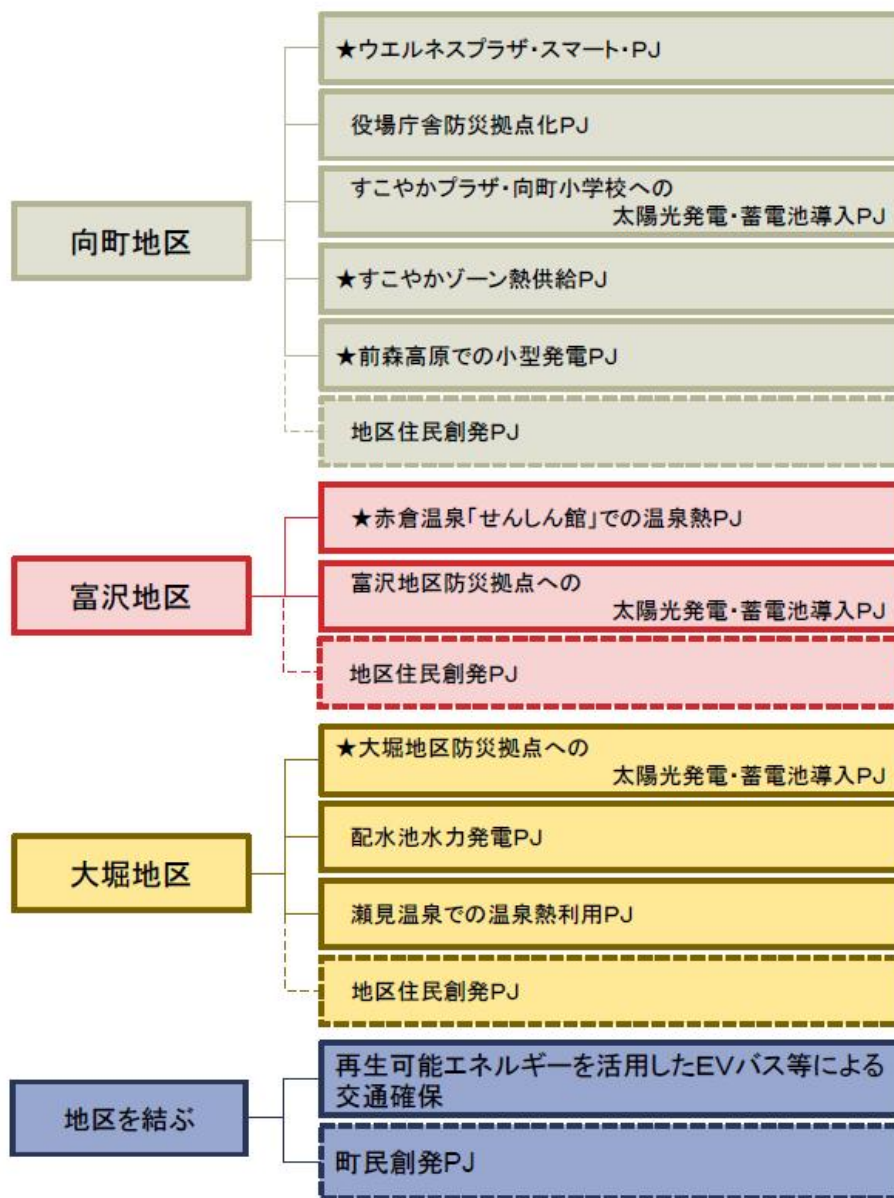 向町地区
★ウエルネスプラザ・スマート・PJ
役場庁舎防災拠点化PJ
すこやかプラザ・向町小学校への
太陽光発電・蓄電池導入PJ
★すこやかゾーン熱供給PJ
★前森高原での小型発電PJ
地区住民創発PJ
富沢地区
★赤倉温泉「せんしん館」での温泉熱PJ
富沢地区防災拠点への
太陽光発電・蓄電池導入PJ
地区住民創発PJ
大堀地区
★大堀地区防災拠点への
太陽光発電・蓄電池導入PJ
配水池水力発電PJ
瀬見温泉での温泉熱利用PJ
地区住民創発PJ
地区を結ぶ
再生可能エネルギーを活用したEVバス等による
交通確保
町民創発PJ